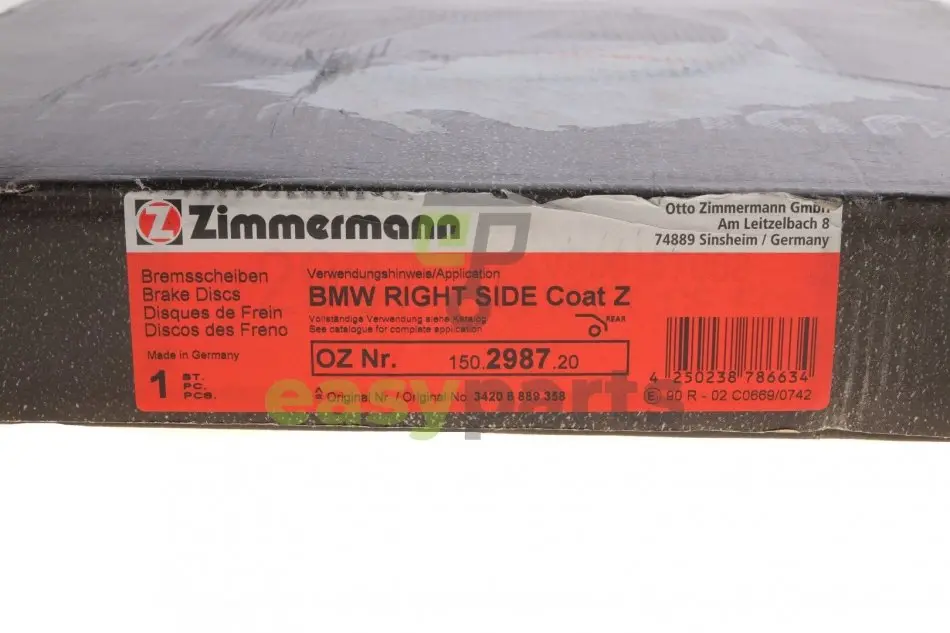 Z Zimmermann
Otto Zimmermann GmbH
Am Leitzelbach 8
74889 Sinsheim / Germany
Bremsscheiben
Brake Discs
Disques de Frein
Discos des Freno
Made in Germany
1 ST.
PC.
PCS.
Verwendungshinweis/Application
BMW RIGHT SIDE Coat Z
Vollständige Verwendung siehe Katalog
See catalogue for complete application
REAR
OZ Nr. 150.2987.20
≙ Original Nr / Original No 3420 6 889 358
4 250238 786634
E1 90 R - 02 C0669/0742
easyparts